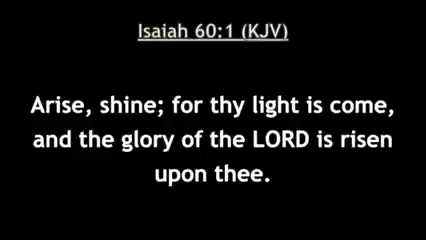 Isaiah 60:1 (KJV)
Arise, shine; for thy light is come,
and the glory of the LORD is risen
upon thee.